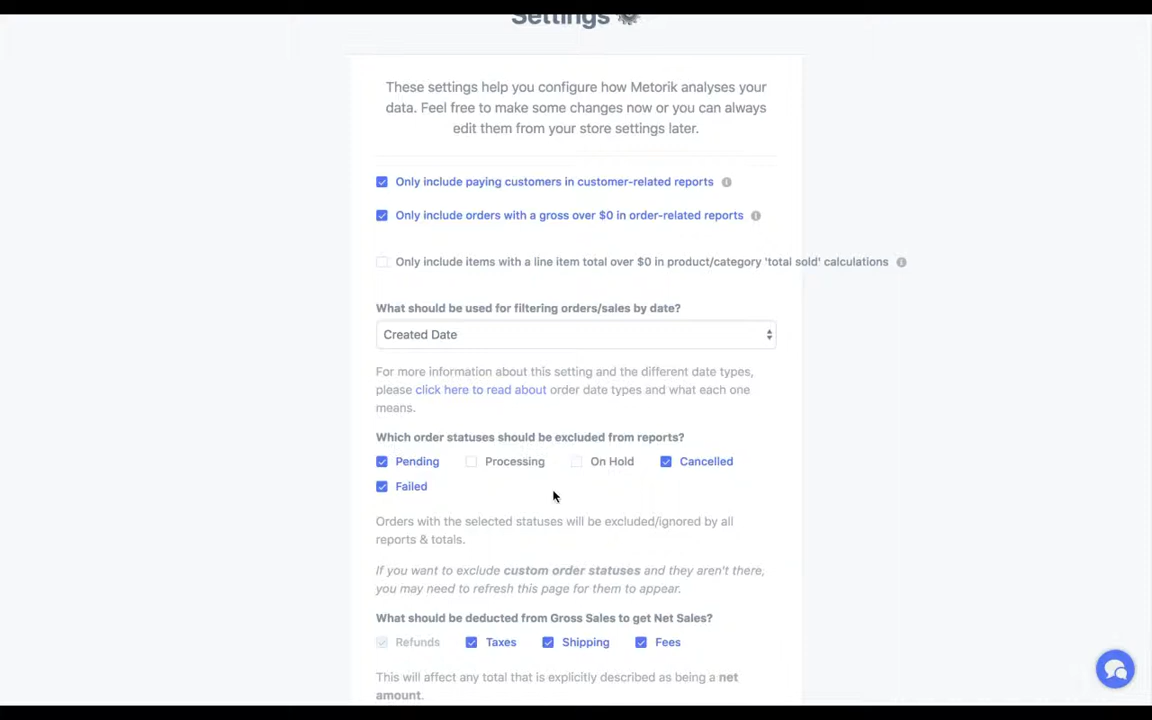 Settings
These settings help you configure how Metorik analyses your
data. Feel free to make some changes now or you can always
edit them from your store settings later.
Only include paying customers in customer-related reports
Only include orders with a gross over $0 in order-related reports
Only include items with a line item total over $0 in product/category 'total sold' calculations
What should be used for filtering orders/sales by date?
Created Date
For more information about this setting and the different date types,
please click here to read about order date types and what each one
means.
Which order statuses should be excluded from reports?
Pending Processing On Hold Cancelled
Failed
Orders with the selected statuses will be excluded/ignored by all
reports & totals.
If you want to exclude custom order statuses and they aren't there,
you may need to refresh this page for them to appear.
What should be deducted from Gross Sales to get Net Sales?
Refunds Taxes Shipping Fees
This will affect any total that is explicitly described as being a net
amount.